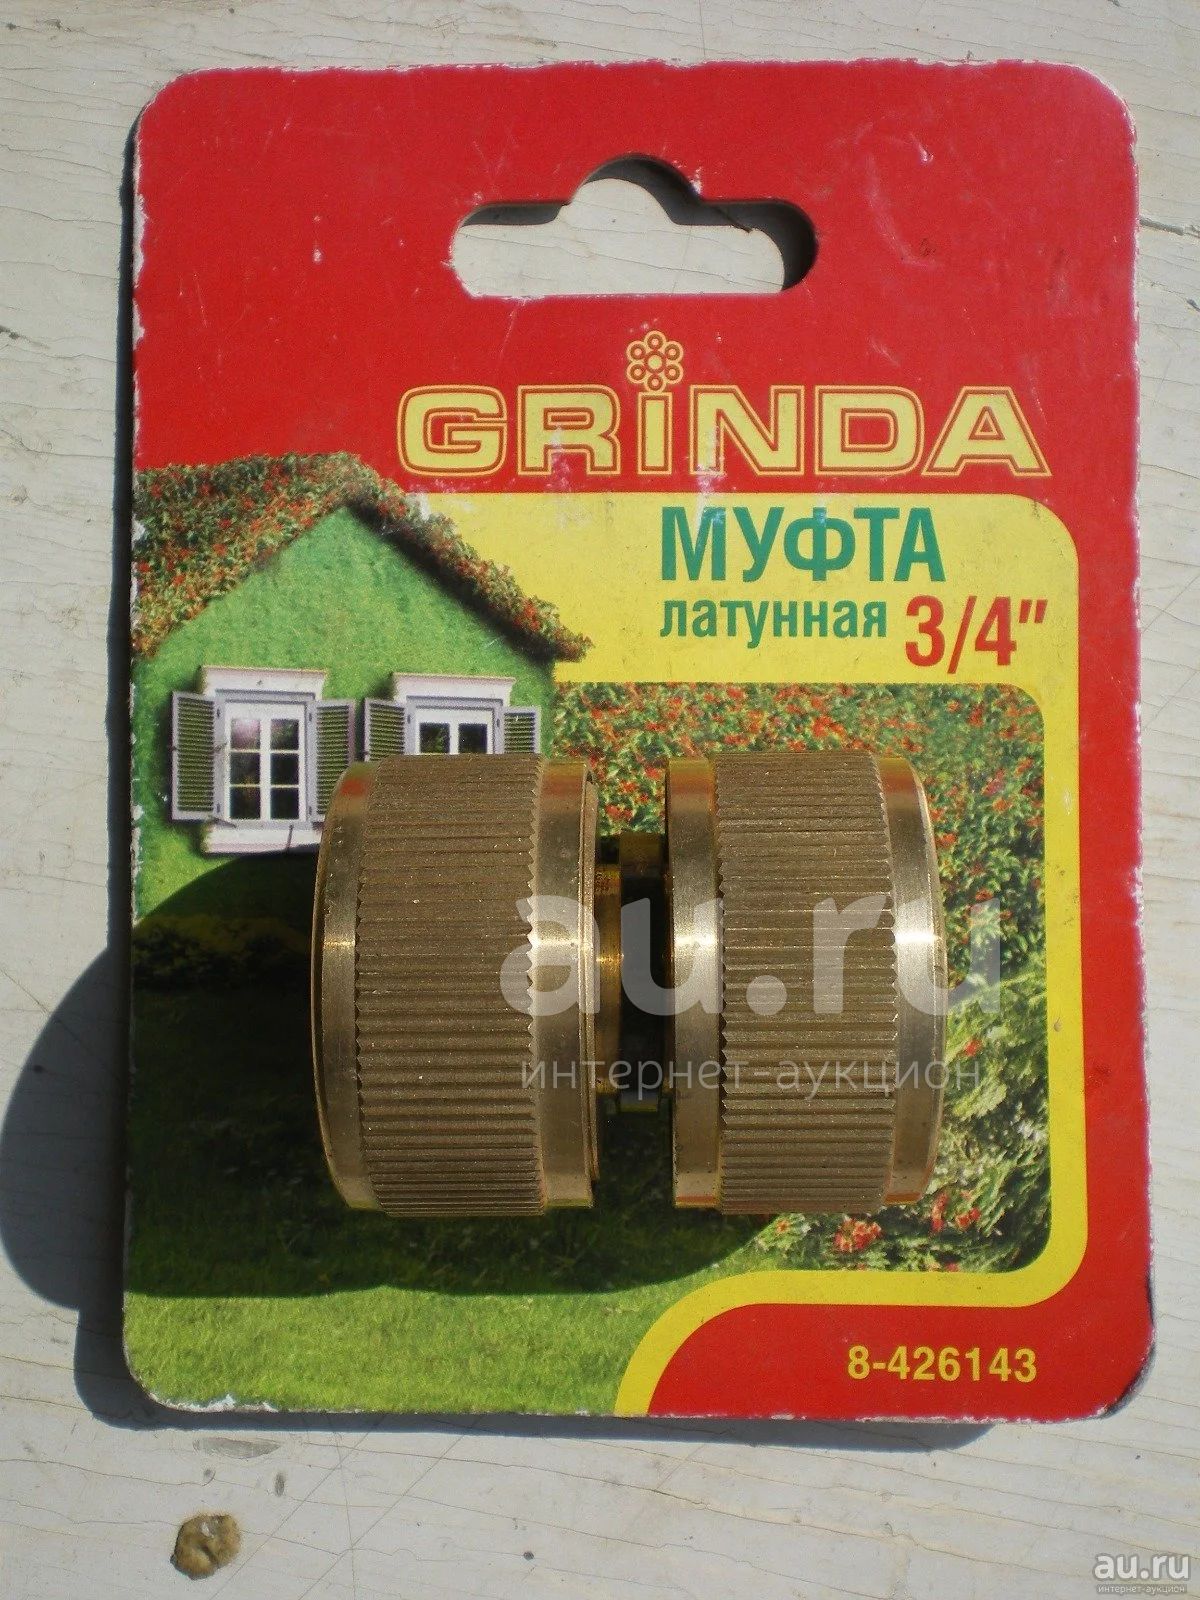 GRINDA
МУФТА
латунная 3/4"
au.ru
интернет-аукцион
8-426143
au.ru
интернет-аукцион